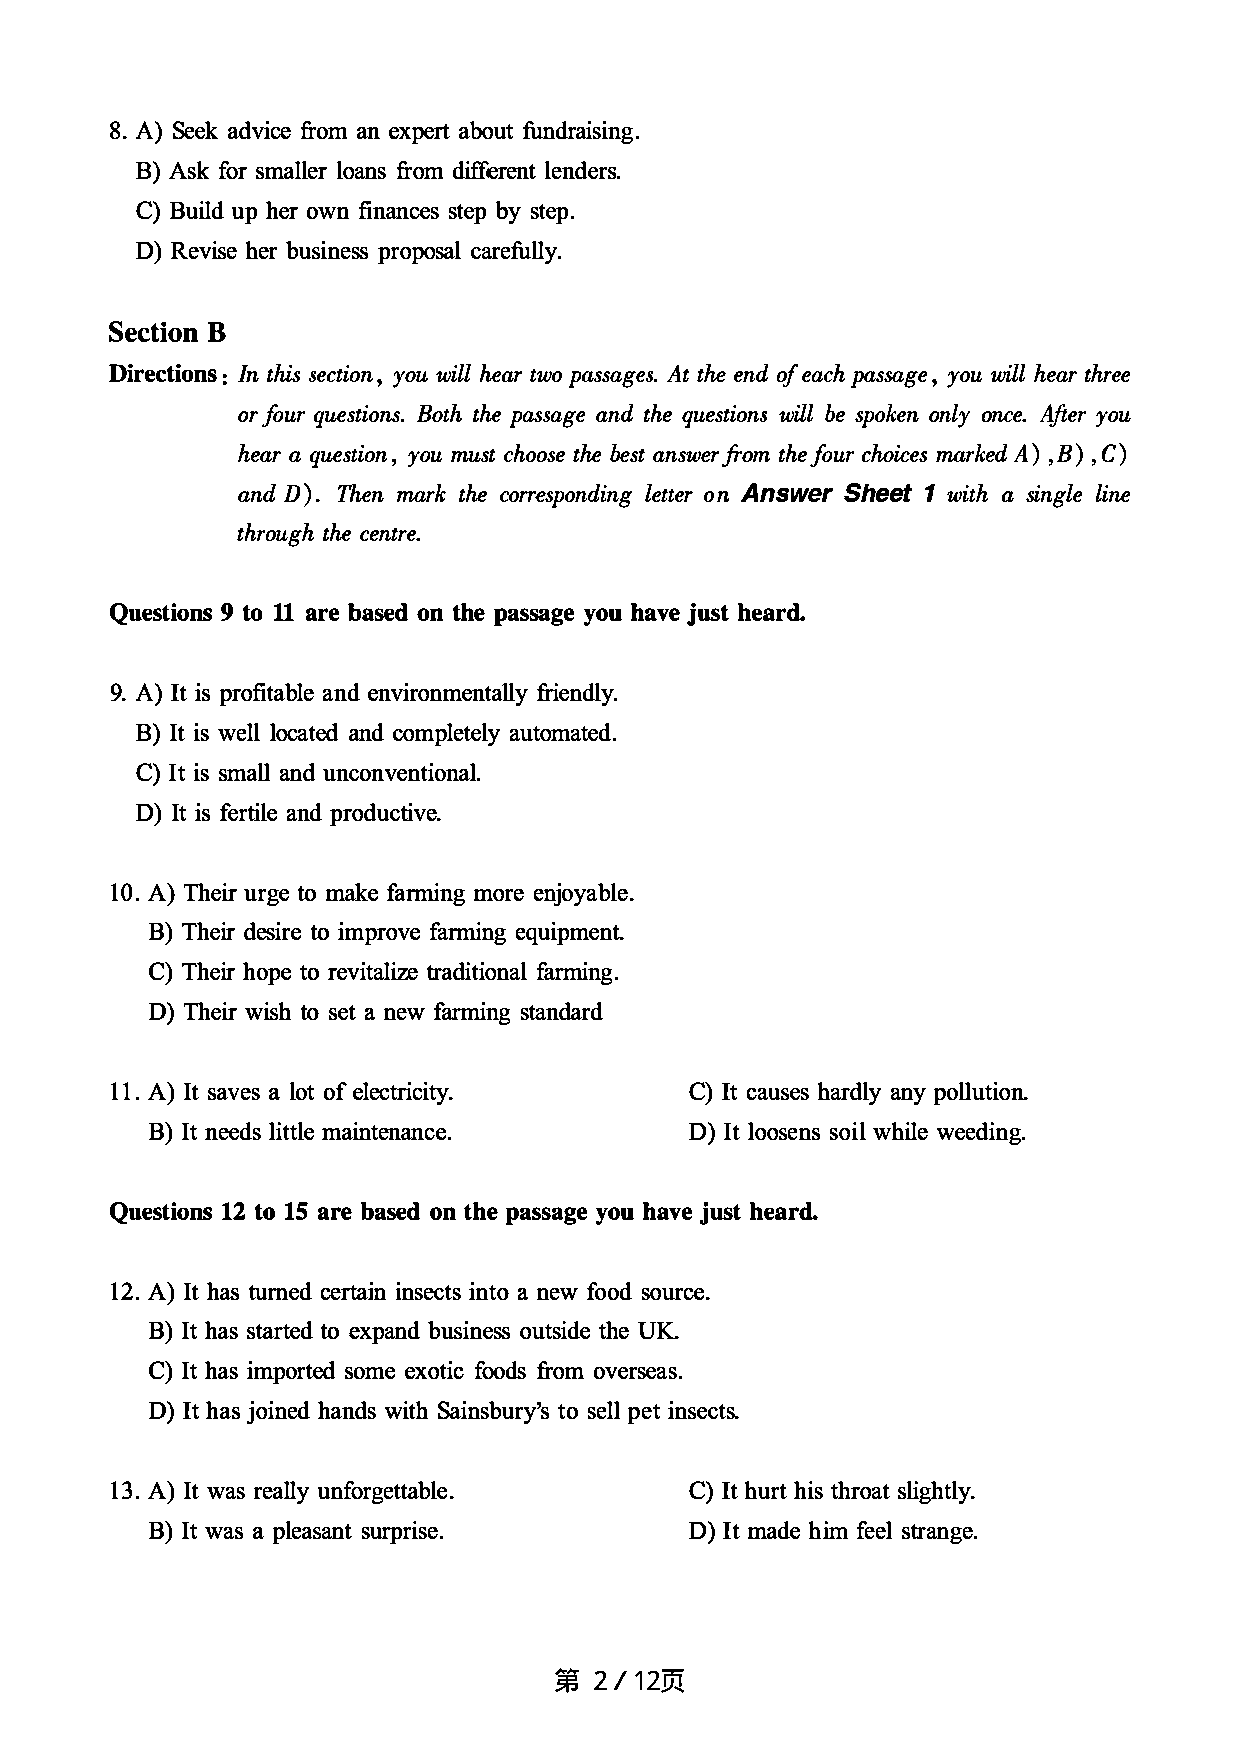 8. A) Seek advice from an expert about fundraising.
B) Ask for smaller loans from different lenders.
C) Build up her own finances step by step.
D) Revise her business proposal carefully.
Section B
Directions: In this section, you will hear two passages. At the end of each passage, you will hear three
or four questions. Both the passage and the questions will be spoken only once. After you
hear a question, you must choose the best answer from the four choices marked A) ,B) ,C)
and D). Then mark the corresponding letter on Answer Sheet 1 with a single line
through the centre.
Questions 9 to 11 are based on the passage you have just heard.
9. A) It is profitable and environmentally friendly.
B) It is well located and completely automated.
C) It is small and unconventional.
D) It is fertile and productive.
10. A) Their urge to make farming more enjoyable.
B) Their desire to improve farming equipment.
C) Their hope to revitalize traditional farming.
D) Their wish to set a new farming standard
11. A) It saves a lot of electricity. C) It causes hardly any pollution.
B) It needs little maintenance. D) It loosens soil while weeding.
Questions 12 to 15 are based on the passage you have just heard.
12. A) It has turned certain insects into a new food source.
B) It has started to expand business outside the UK.
C) It has imported some exotic foods from overseas.
D) It has joined hands with Sainsbury's to sell pet insects.
13. A) It was really unforgettable. C) It hurt his throat slightly.
B) It was a pleasant surprise. D) It made him feel strange.
第 2 / 12页